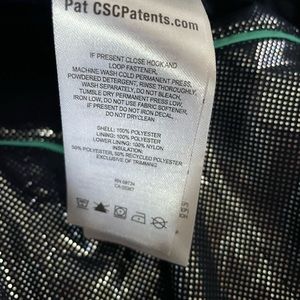 Pat CSCPatents.com
IF PRESENT CLOSE HOOK AND
LOOP FASTENER,
MACHINE WASH COLD PERMANENT PRESS,
POWDERED DETERGENT, RINSE THOROUGHLY,
WASH SEPARATELY, DO NOT BLEACH,
TUMBLE DRY PERMANENT PRESS LOW,
IRON LOW, DO NOT USE FABRIC SOFTENER,
DO NOT IRON DECAL,
DO NOT DRYCLEAN
SHELL: 100% POLYESTER
LINING: 100% POLYESTER
LOWER LINING: 100% NYLON
INSULATION:
50% POLYESTER, 50% RECYCLED POLYESTER
EXCLUSIVE OF TRIMMING
RN 69724